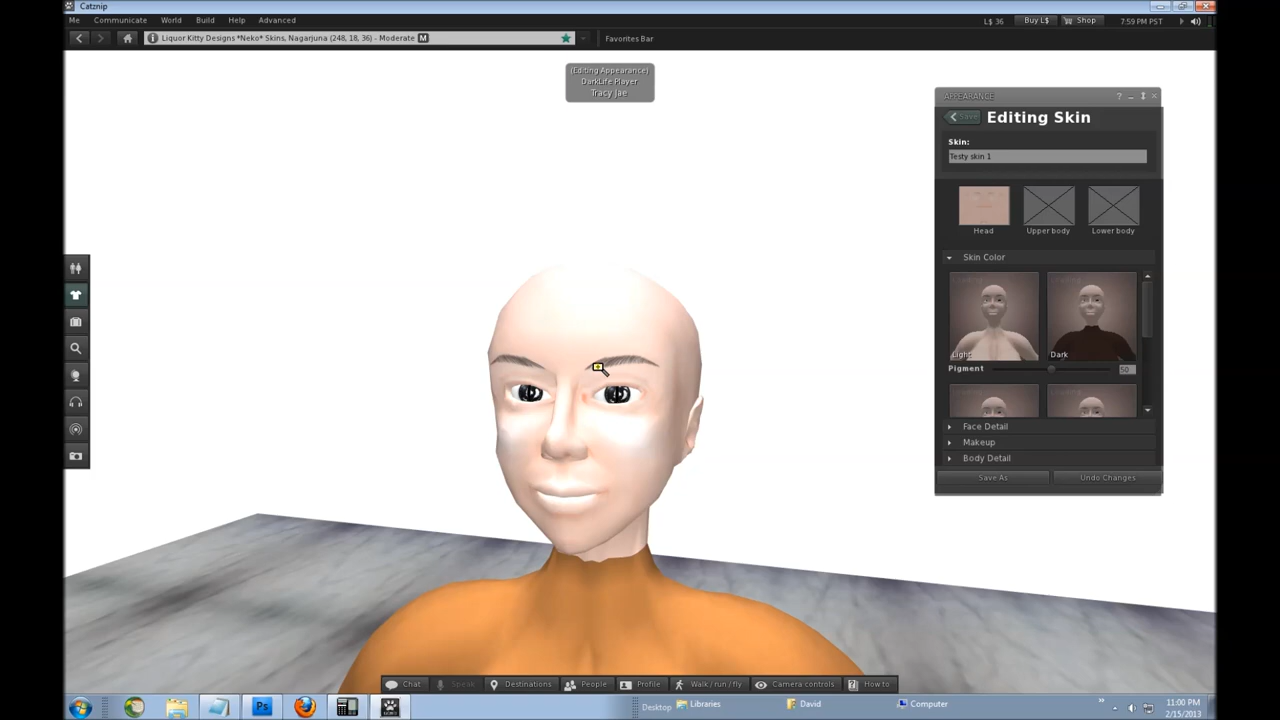 Catznip
Me Communicate World Build Help Advanced
L$ 36 Buy L$ Shop 7:59 PM PST
Liquor Kitty Designs *Neko* Skins, Nagarjuna (248, 18, 36) - Moderate M
Favorites Bar
(Editing Appearance)
DarkLife Player
Tracy Jae
APPEARANCE ?
Save Editing Skin
Skin:
Testy skin 1
Head Upper body Lower body
Skin Color
Light Dark
Pigment 50
Face Detail
Makeup
Body Detail
Save As Undo Changes
Chat Speak Destinations People Profile Walk / run / fly Camera controls How to
Ps Desktop Libraries David Computer »
11:00 PM
2/15/2013